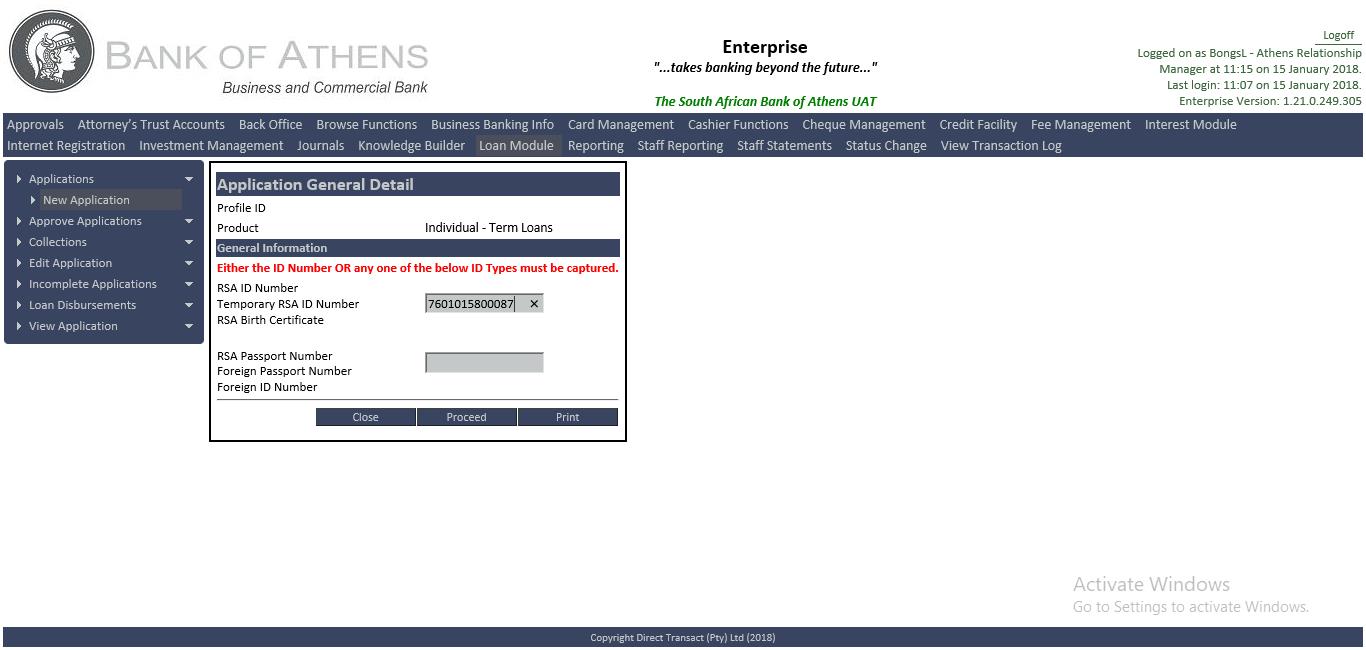 BANK OF ATHENS
Business and Commercial Bank
Enterprise
"...takes banking beyond the future..."
The South African Bank of Athens UAT
Logoff
Logged on as BongsL - Athens Relationship
Manager at 11:15 on 15 January 2018.
Last login: 11:07 on 15 January 2018.
Enterprise Version: 1.21.0.249.305
Approvals Attorney's Trust Accounts Back Office Browse Functions Business Banking Info Card Management Cashier Functions Cheque Management Credit Facility Fee Management Interest Module
Internet Registration Investment Management Journals Knowledge Builder Loan Module Reporting Staff Reporting Staff Statements Status Change View Transaction Log
Applications
New Application
Approve Applications
Collections
Edit Application
Incomplete Applications
Loan Disbursements
View Application
Application General Detail
Profile ID
Product Individual - Term Loans
General Information
Either the ID Number OR any one of the below ID Types must be captured.
RSA ID Number
Temporary RSA ID Number 7601015800087 ×
RSA Birth Certificate
RSA Passport Number
Foreign Passport Number
Foreign ID Number
Close Proceed Print
Activate Windows
Go to Settings to activate Windows.
Copyright Direct Transact (Pty) Ltd (2018)